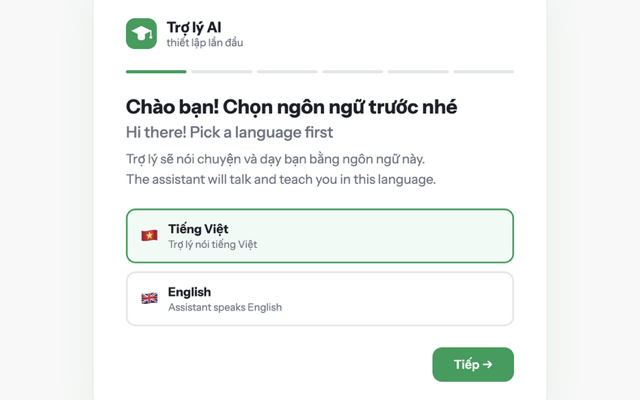 Trợ lý AI
thiết lập lần đầu
Chào bạn! Chọn ngôn ngữ trước nhé
Hi there! Pick a language first
Trợ lý sẽ nói chuyện và dạy bạn bằng ngôn ngữ này.
The assistant will talk and teach you in this language.
Tiếng Việt
Trợ lý nói tiếng Việt
English
Assistant speaks English
Tiếp →